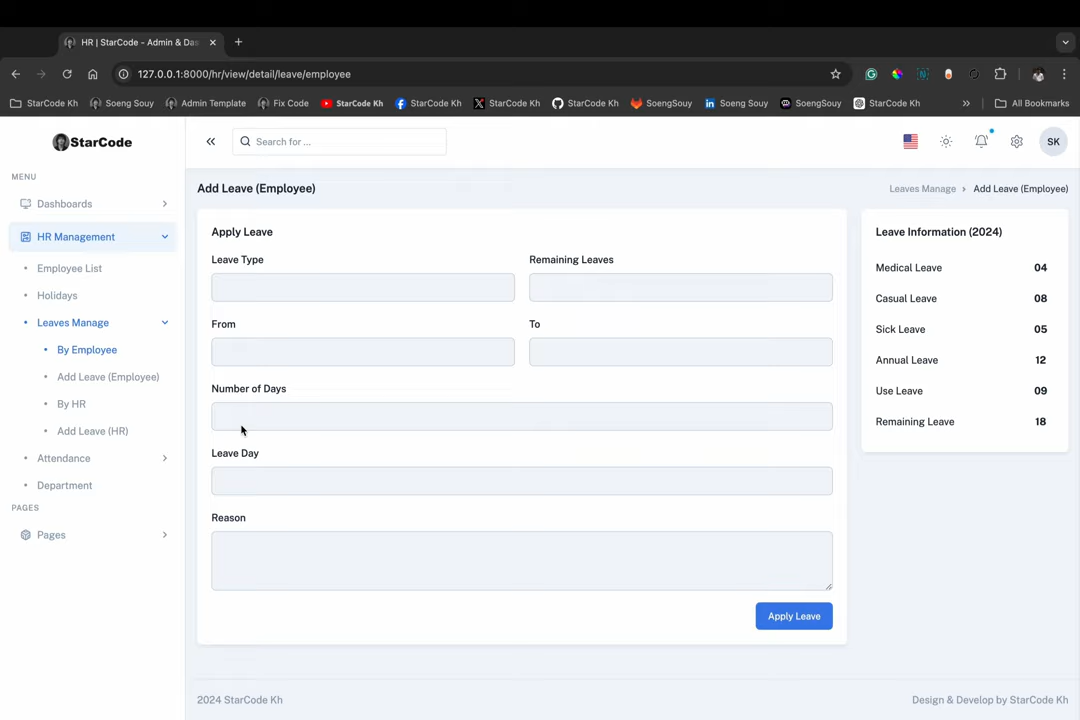 HR | StarCode - Admin & Das
127.0.0.1:8000/hr/view/detail/leave/employee
StarCode Kh
Soeng Souy
Admin Template
Fix Code
StarCode Kh
StarCode Kh
StarCode Kh
StarCode Kh
SoengSouy
Soeng Souy
SoengSouy
StarCode Kh
All Bookmarks
StarCode
Search for ...
SK
MENU
Dashboards
HR Management
Employee List
Holidays
Leaves Manage
By Employee
Add Leave (Employee)
By HR
Add Leave (HR)
Attendance
Department
PAGES
Pages
Add Leave (Employee)
Leaves Manage
Add Leave (Employee)
Apply Leave
Leave Type
Remaining Leaves
From
To
Number of Days
Leave Day
Reason
Apply Leave
Leave Information (2024)
Medical Leave 04
Casual Leave 08
Sick Leave 05
Annual Leave 12
Use Leave 09
Remaining Leave 18
2024 StarCode Kh
Design & Develop by StarCode Kh